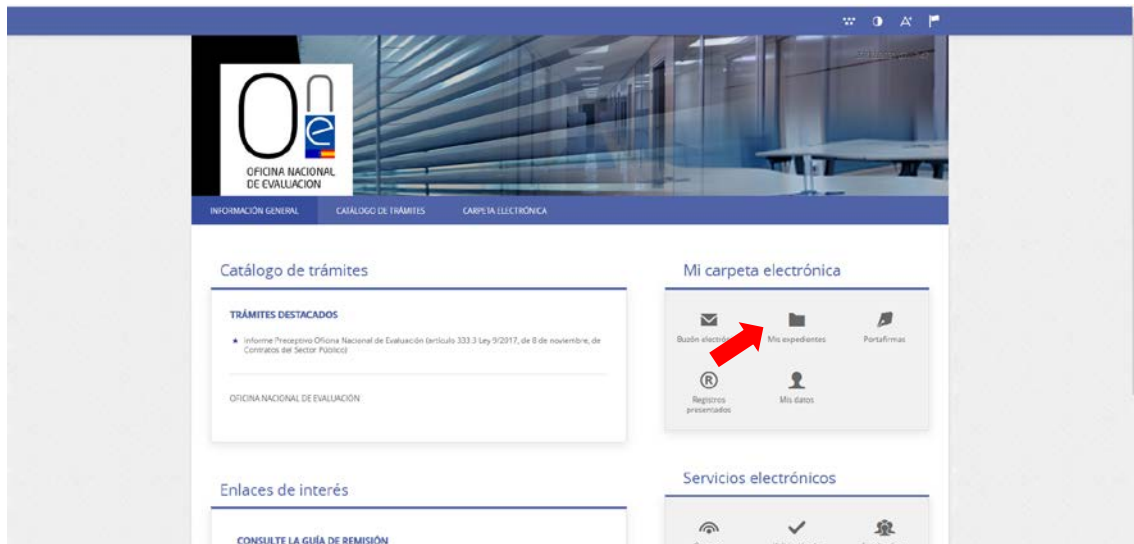 OFICINA NACIONAL
DE EVALUACION
INFORMACIÓN GENERAL
CATÁLOGO DE TRÁMITES
CARPETA ELECTRÓNICA
Catálogo de trámites
TRÁMITES DESTACADOS
Informe Preceptivo Oficina Nacional de Evaluación (artículo 333.3 Ley 9/2017, de 8 de noviembre, de
Contratos del Sector Público)
OFICINA NACIONAL DE EVALUACIÓN
Mi carpeta electrónica
Buzón
Mis expedientes
Portafirmas
Registros
presentados
Mis datos
Enlaces de interés
CONSULTE LA GUÍA DE REMISIÓN
Servicios electrónicos